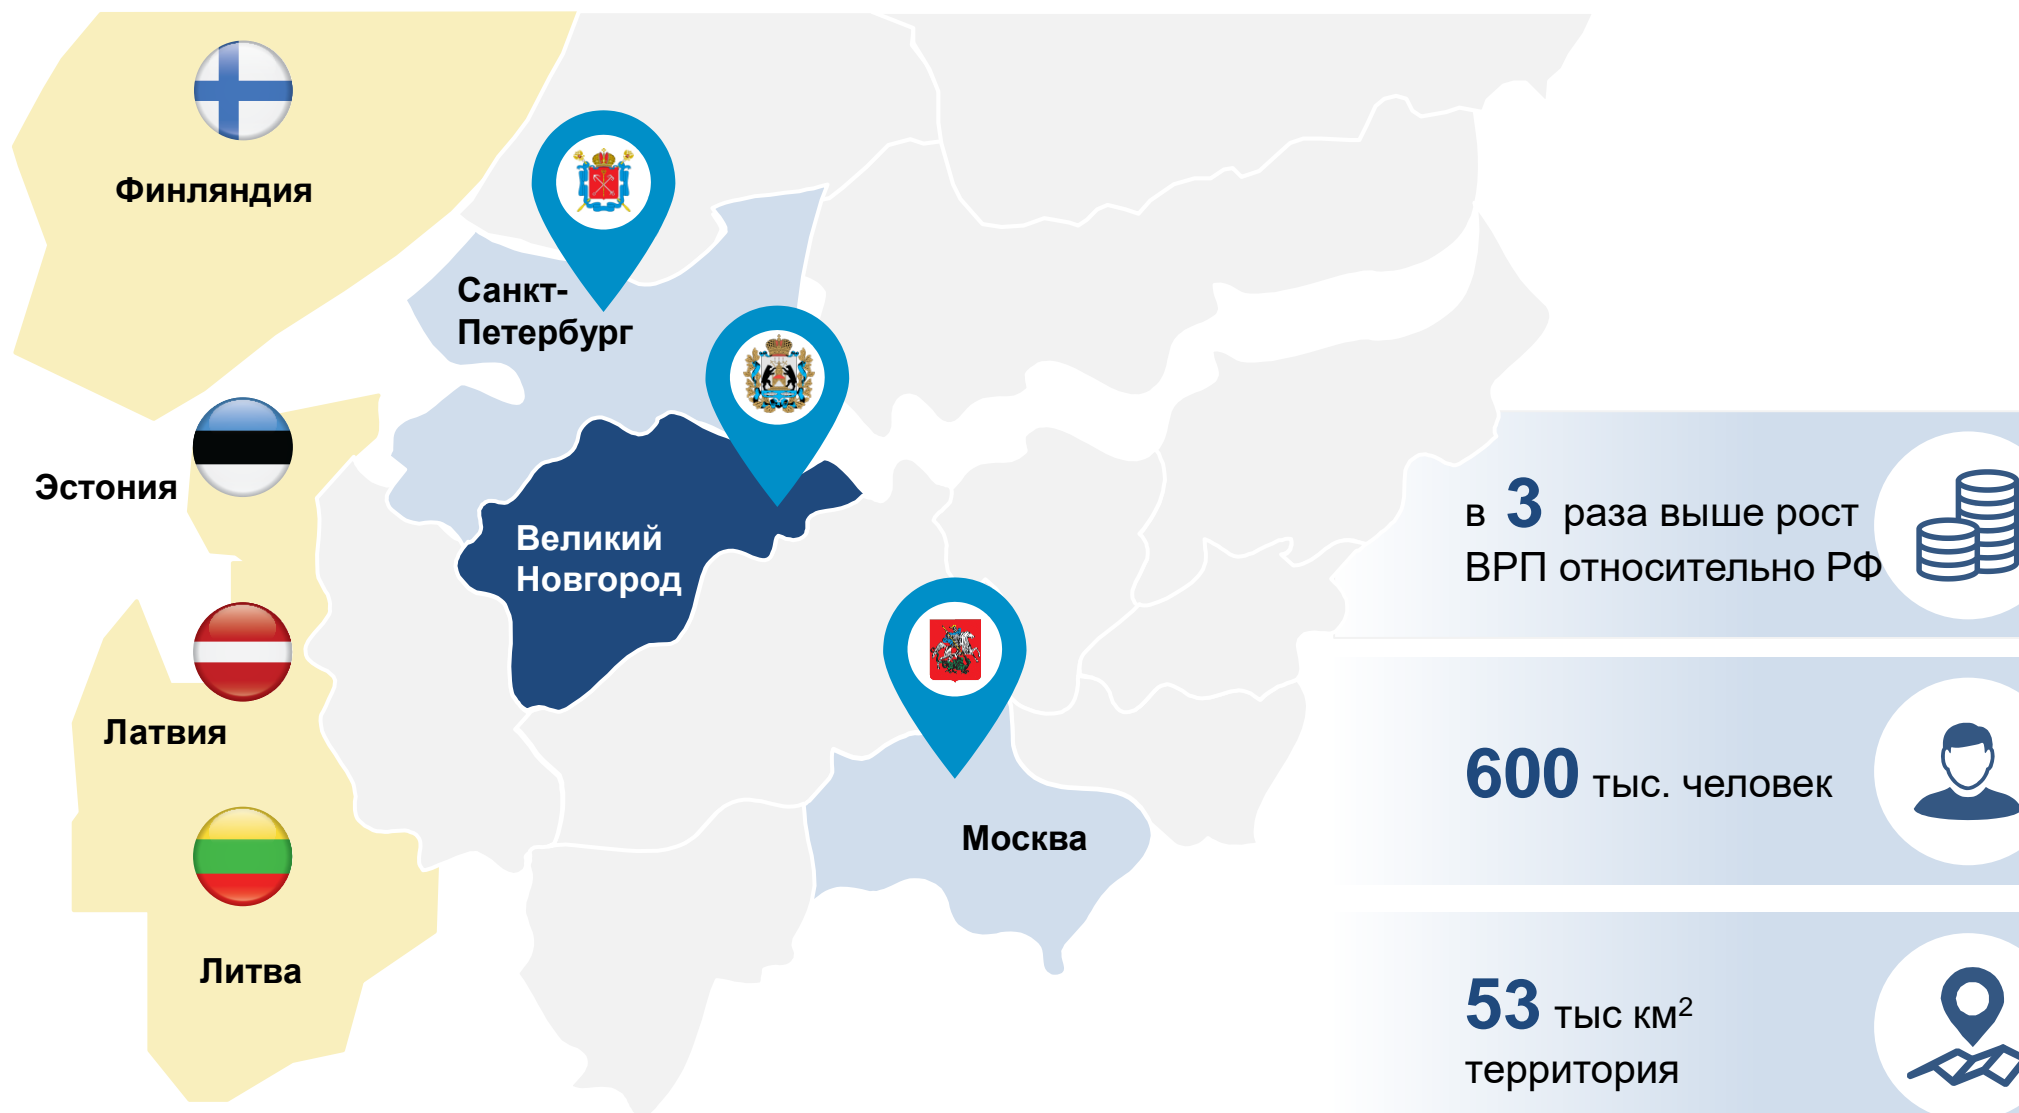 Финляндия
Санкт-
Петербург
Эстония
Великий
Новгород
Латвия
Москва
Литва
в 3 раза выше рост
ВРП относительно РФ
600 тыс. человек
53 тыс км²
территория